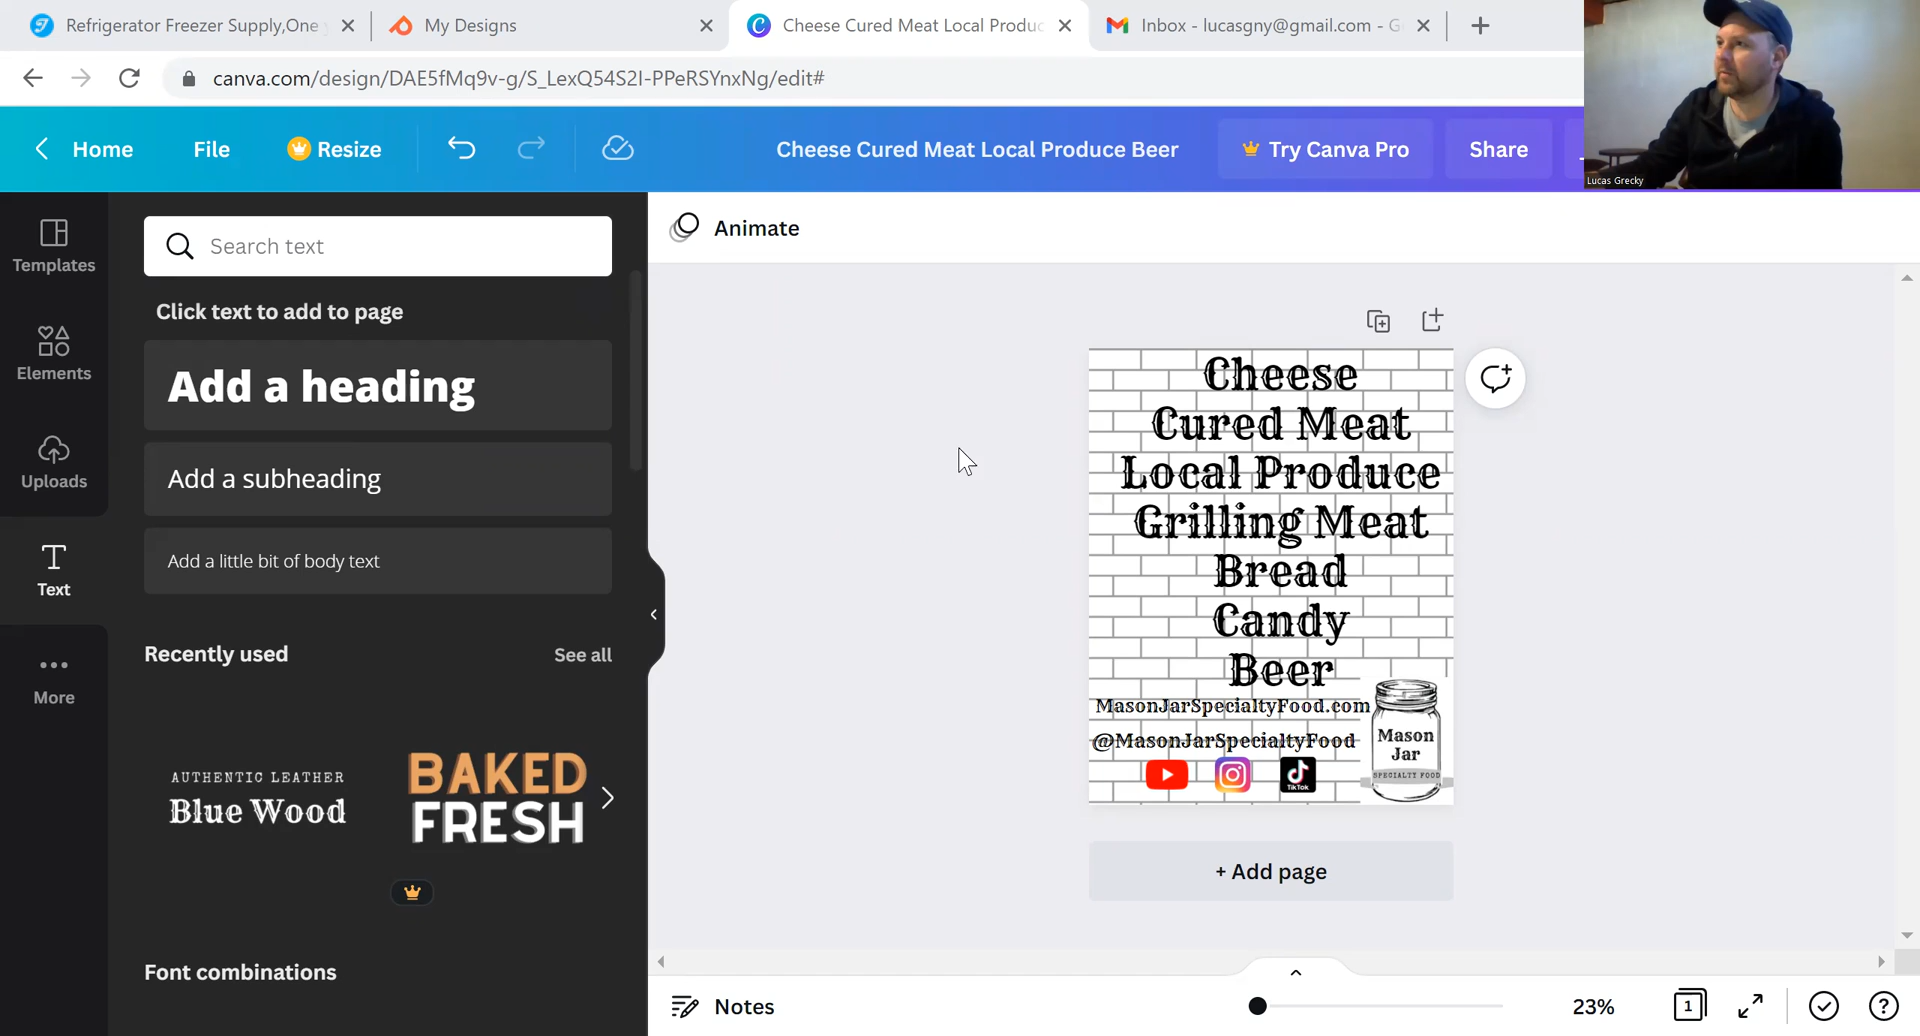 Refrigerator Freezer Supply,One
My Designs
Cheese Cured Meat Local Produc
Inbox - lucasgny@gmail.com - G
canva.com/design/DAE5fMq9v-g/S_LexQ54S2I-PPeRSYnxNg/edit#
Home
File
Resize
Cheese Cured Meat Local Produce Beer
Try Canva Pro
Share
Lucas Grecky
Templates
Elements
Uploads
Text
More
Search text
Click text to add to page
Add a heading
Add a subheading
Add a little bit of body text
Recently used
See all
AUTHENTIC LEATHER
Blue Wood
BAKED
FRESH
Font combinations
Animate
Cheese
Cured Meat
Local Produce
Grilling Meat
Bread
Candy
Beer
MasonJarSpecialtyFood.com
@MasonJarSpecialtyFood
TikTok
Mason
Jar
SPECIALTY FOOD
+ Add page
Notes
23%
1